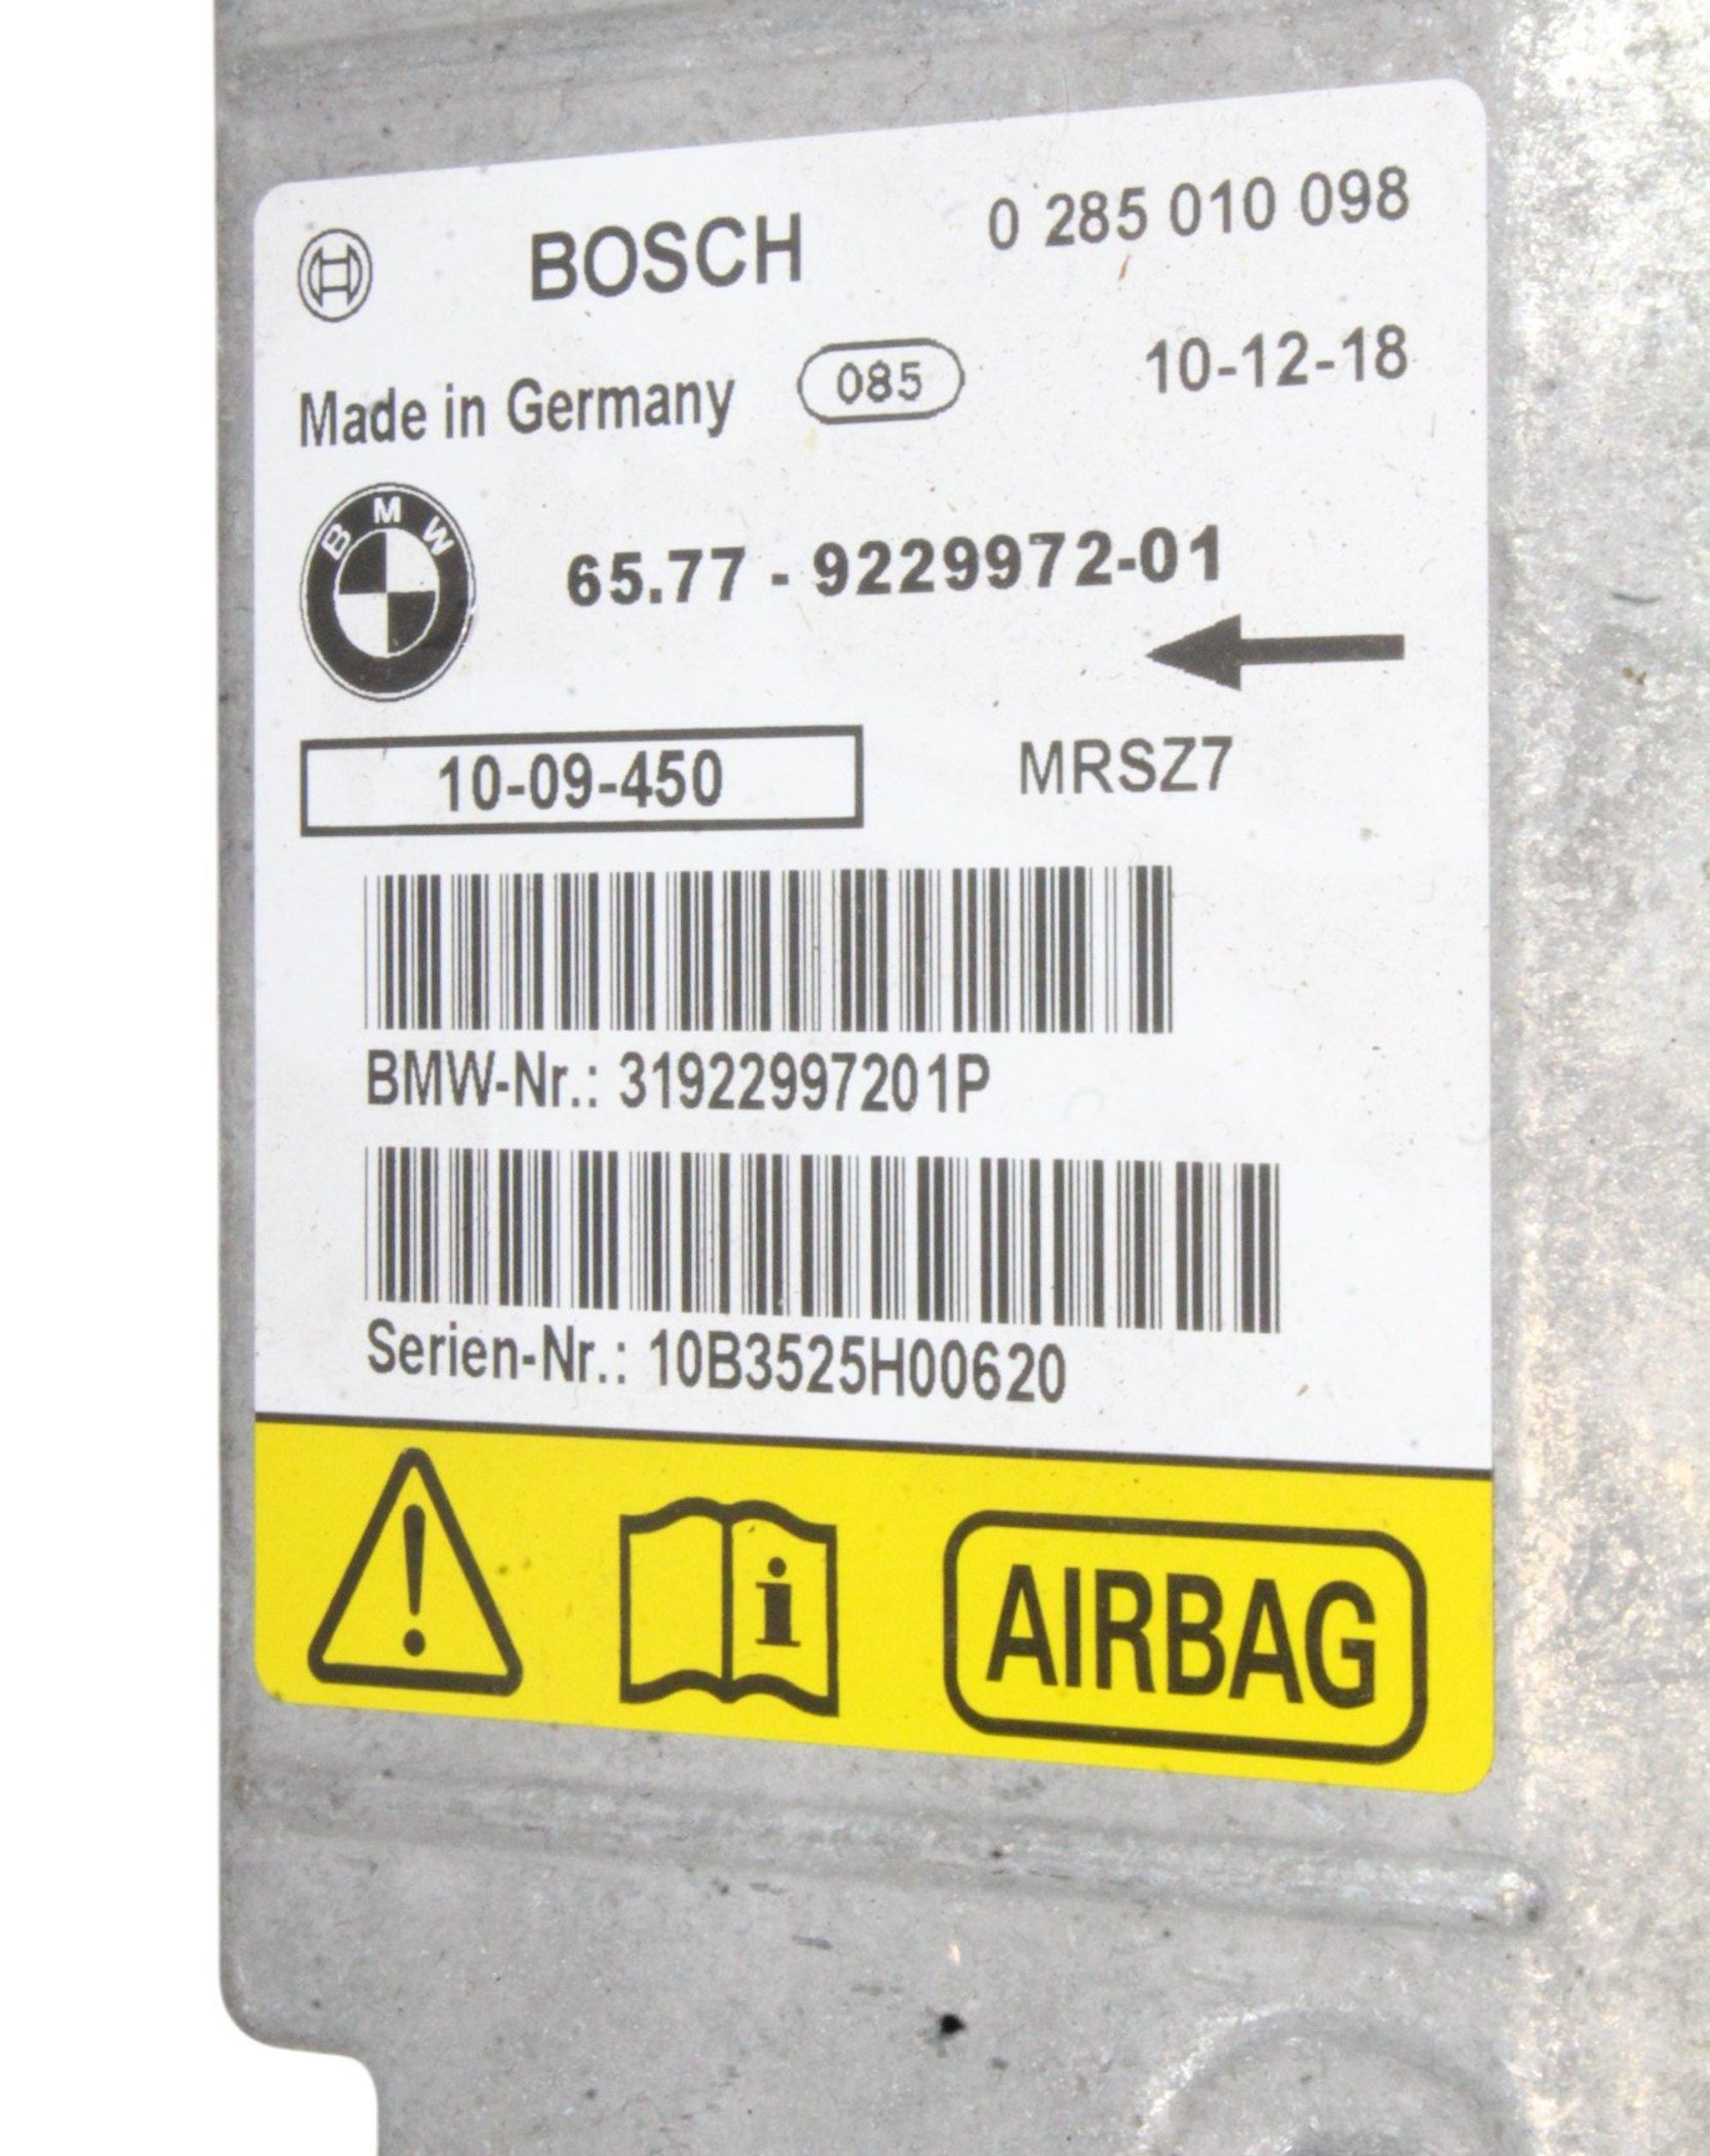 BOSCH 0 285 010 098
Made in Germany 085 10-12-18
BMW 65.77 - 9229972-01
10-09-450 MRSZ7
BMW-Nr.: 31922997201P
Serien-Nr.: 10B3525H00620
! i AIRBAG